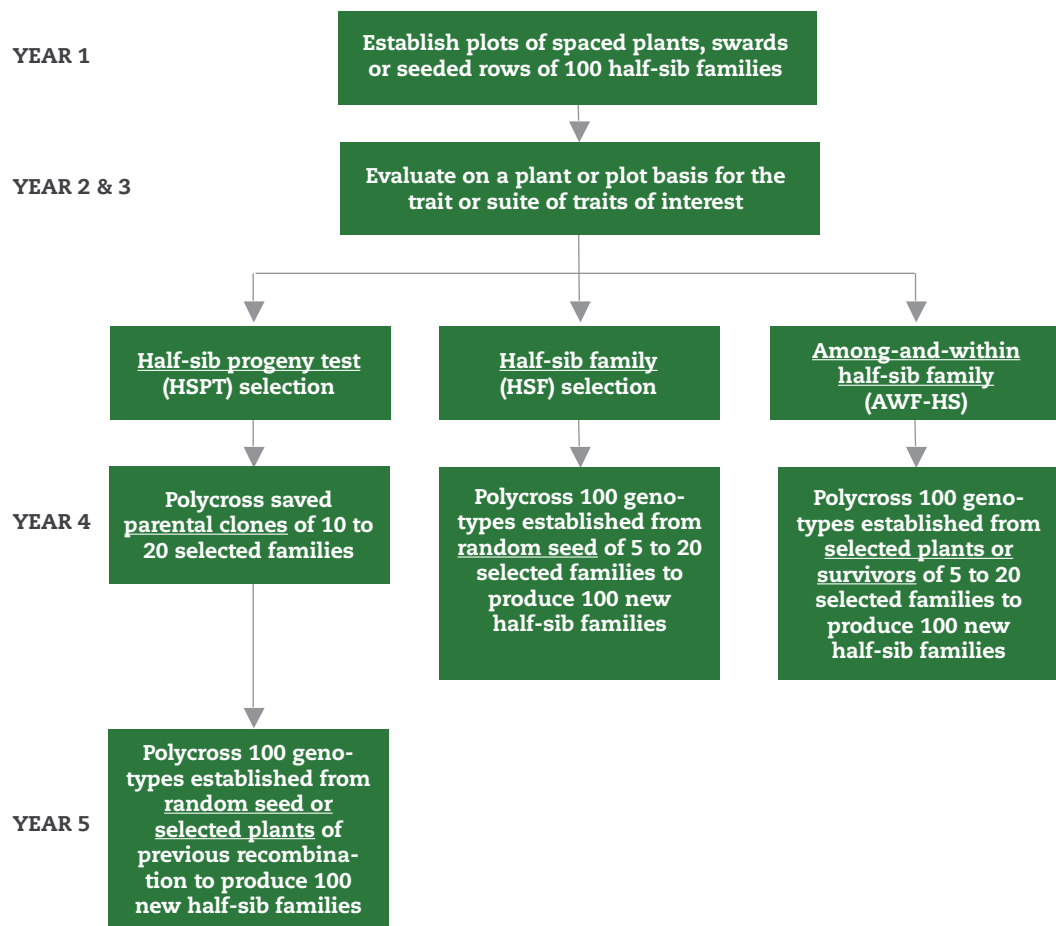 YEAR 1
Establish plots of spaced plants, swards
or seeded rows of 100 half-sib families
YEAR 2 & 3
Evaluate on a plant or plot basis for the
trait or suite of traits of interest
Half-sib progeny test
(HSPT) selection
Half-sib family
(HSF) selection
Among-and-within
half-sib family
(AWF-HS)
YEAR 4
Polycross saved
parental clones of 10 to
20 selected families
Polycross 100 geno-
types established from
random seed of 5 to 20
selected families to
produce 100 new
half-sib families
Polycross 100 geno-
types established from
selected plants or
survivors of 5 to 20
selected families to
produce 100 new
half-sib families
YEAR 5
Polycross 100 geno-
types established from
random seed or
selected plants of
previous recombina-
tion to produce 100
new half-sib families